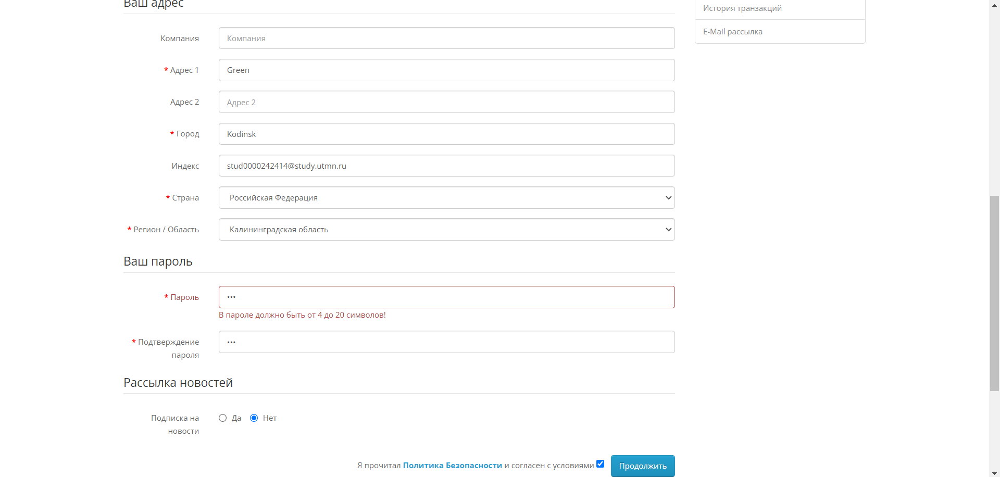 Ваш адрес
История транзакций
E-Mail рассылка
Компания
Компания
* Адрес 1
Green
Адрес 2
Адрес 2
* Город
Kodinsk
Индекс
stud0000242414@study.utmn.ru
* Страна
Российская Федерация
* Регион / Область
Калининградская область
Ваш пароль
* Пароль
•••
В пароле должно быть от 4 до 20 символов!
* Подтверждение
пароля
•••
Рассылка новостей
Подписка на
новости
Да
Нет
Я прочитал Политика Безопасности и согласен с условиями
Продолжить